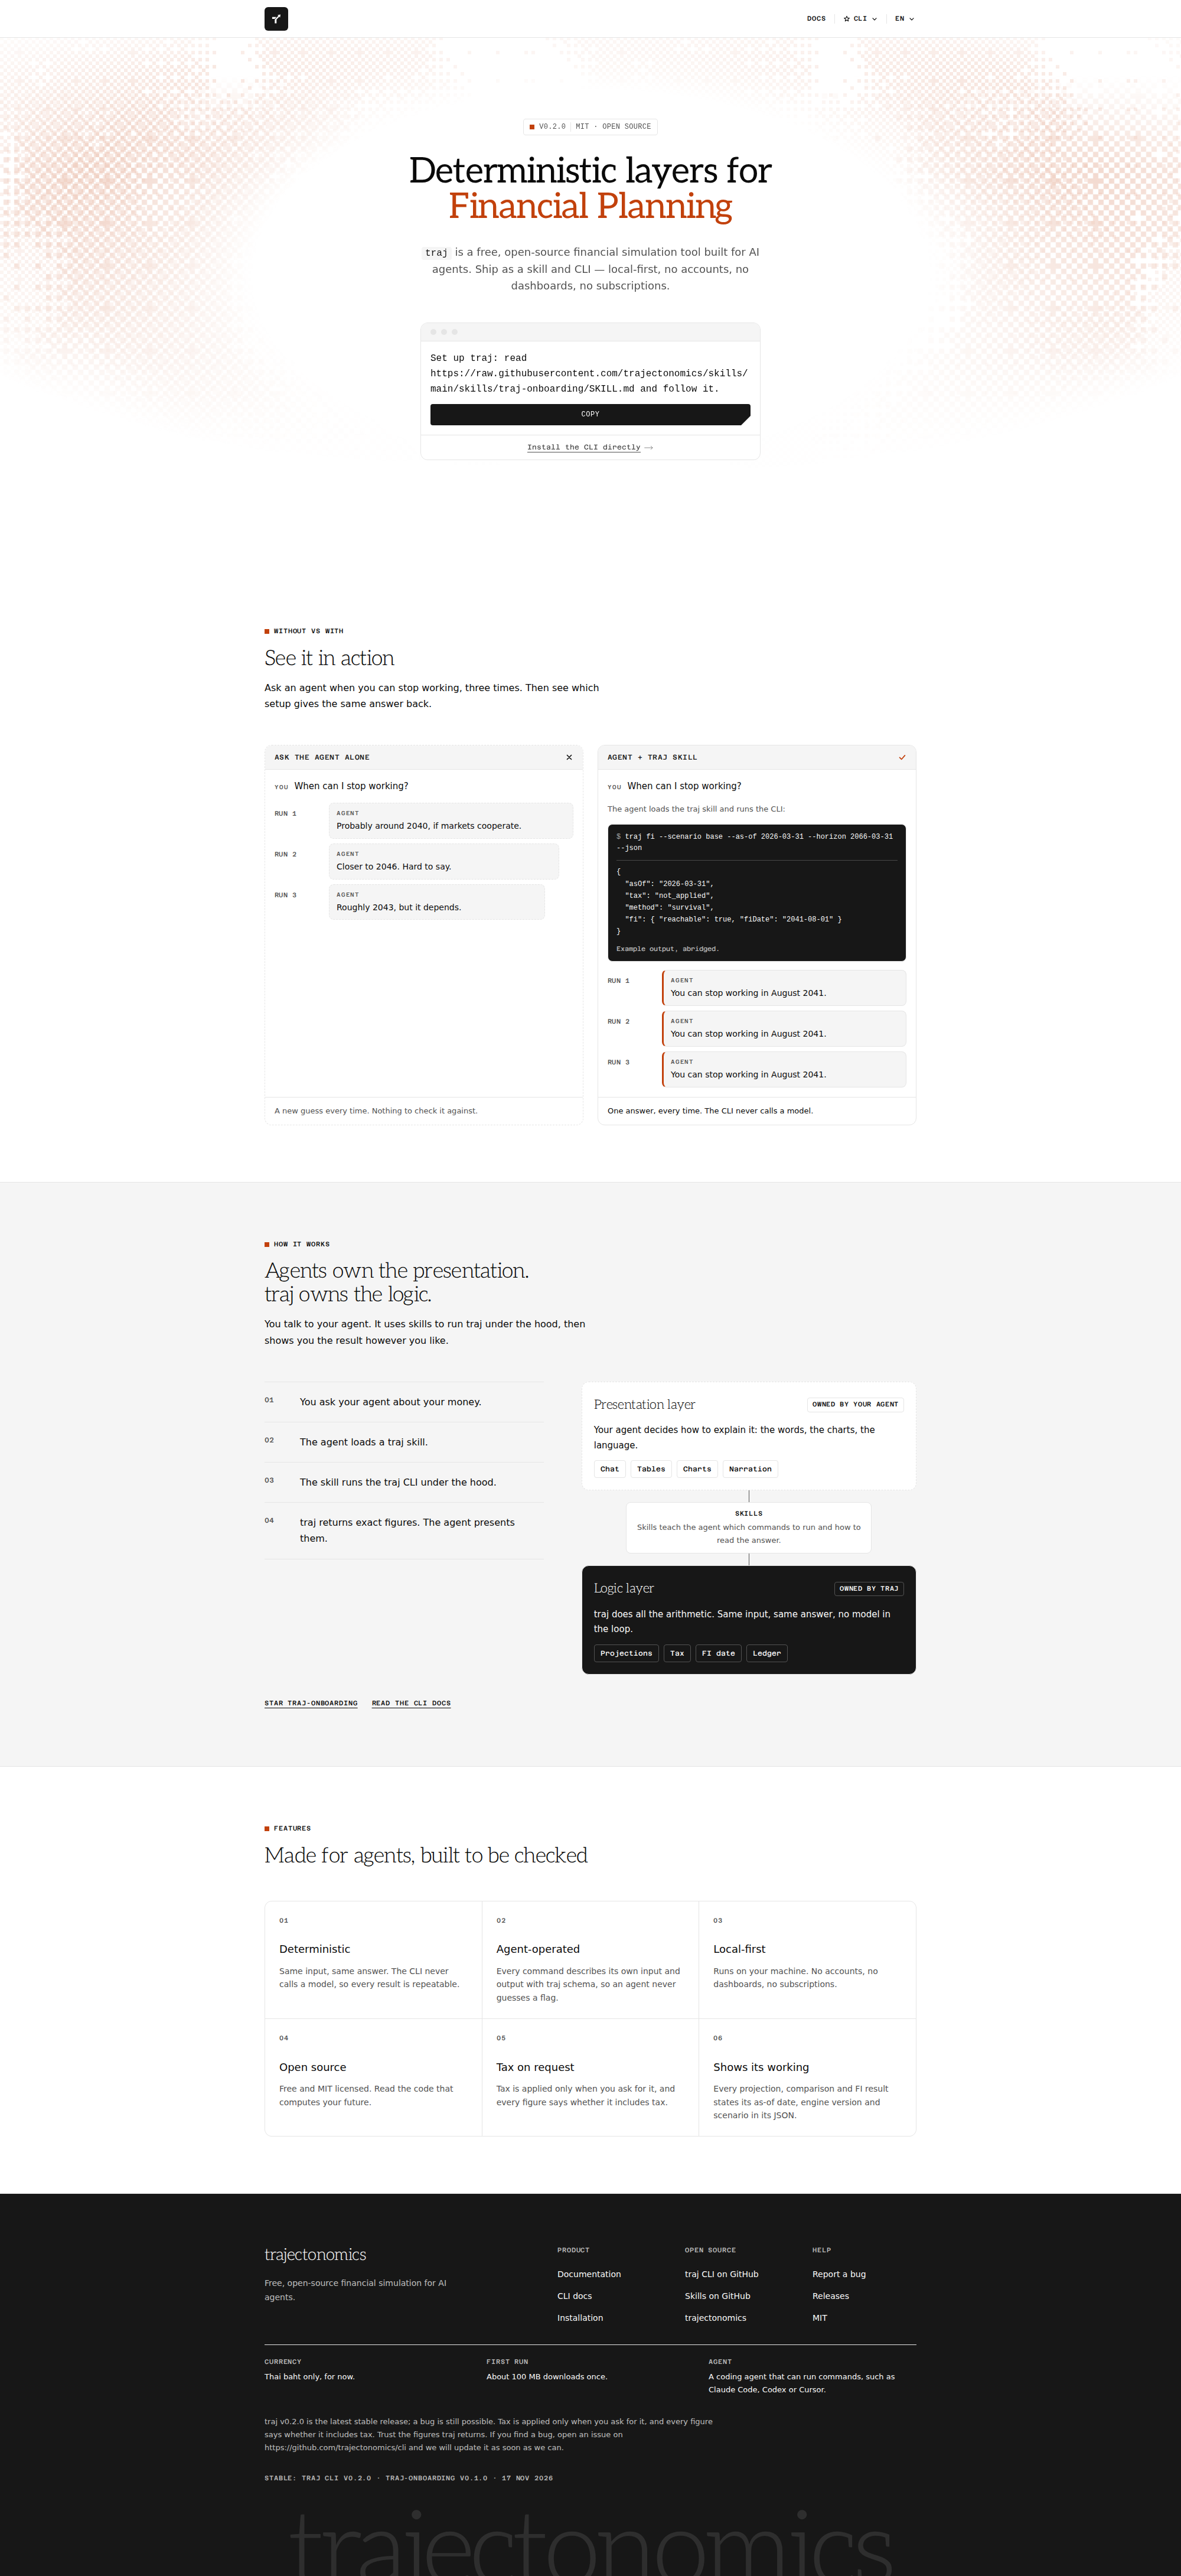 DOCS
CLI
EN
V0.2.0 MIT · OPEN SOURCE
Deterministic layers for
Financial Planning
traj is a free, open-source financial simulation tool built for AI
agents. Ship as a skill and CLI — local-first, no accounts, no
dashboards, no subscriptions.
Set up traj: read
https://raw.githubusercontent.com/trajectonomics/skills/
main/skills/traj-onboarding/SKILL.md and follow it.
COPY
Install the CLI directly →
WITHOUT VS WITH
See it in action
Ask an agent when you can stop working, three times. Then see which
setup gives the same answer back.
ASK THE AGENT ALONE
YOU When can I stop working?
RUN 1
AGENT
Probably around 2040, if markets cooperate.
RUN 2
AGENT
Closer to 2046. Hard to say.
RUN 3
AGENT
Roughly 2043, but it depends.
A new guess every time. Nothing to check it against.
AGENT + TRAJ SKILL
YOU When can I stop working?
The agent loads the traj skill and runs the CLI:
$ traj fi --scenario base --as-of 2026-03-31 --horizon 2066-03-31
--json
{
"asOf": "2026-03-31",
"tax": "not_applied",
"method": "survival",
"fi": { "reachable": true, "fiDate": "2041-08-01" }
}
Example output, abridged.
RUN 1
AGENT
You can stop working in August 2041.
RUN 2
AGENT
You can stop working in August 2041.
RUN 3
AGENT
You can stop working in August 2041.
One answer, every time. The CLI never calls a model.
HOW IT WORKS
Agents own the presentation.
traj owns the logic.
You talk to your agent. It uses skills to run traj under the hood, then
shows you the result however you like.
01 You ask your agent about your money.
02 The agent loads a traj skill.
03 The skill runs the traj CLI under the hood.
04 traj returns exact figures. The agent presents
them.
Presentation layer
OWNED BY YOUR AGENT
Your agent decides how to explain it: the words, the charts, the
language.
Chat Tables Charts Narration
SKILLS
Skills teach the agent which commands to run and how to
read the answer.
Logic layer
OWNED BY TRAJ
traj does all the arithmetic. Same input, same answer, no model in
the loop.
Projections Tax FI date Ledger
STAR TRAJ-ONBOARDING READ THE CLI DOCS
FEATURES
Made for agents, built to be checked
01
Deterministic
Same input, same answer. The CLI never
calls a model, so every result is repeatable.
02
Agent-operated
Every command describes its own input and
output with traj schema, so an agent never
guesses a flag.
03
Local-first
Runs on your machine. No accounts, no
dashboards, no subscriptions.
04
Open source
Free and MIT licensed. Read the code that
computes your future.
05
Tax on request
Tax is applied only when you ask for it, and
every figure says whether it includes tax.
06
Shows its working
Every projection, comparison and FI result
states its as-of date, engine version and
scenario in its JSON.
trajectonomics
Free, open-source financial simulation for AI
agents.
PRODUCT
Documentation
CLI docs
Installation
OPEN SOURCE
traj CLI on GitHub
Skills on GitHub
trajectonomics
HELP
Report a bug
Releases
MIT
CURRENCY
Thai baht only, for now.
FIRST RUN
About 100 MB downloads once.
AGENT
A coding agent that can run commands, such as
Claude Code, Codex or Cursor.
traj v0.2.0 is the latest stable release; a bug is still possible. Tax is applied only when you ask for it, and every figure
says whether it includes tax. Trust the figures traj returns. If you find a bug, open an issue on
https://github.com/trajectonomics/cli and we will update it as soon as we can.
STABLE: TRAJ CLI V0.2.0 · TRAJ-ONBOARDING V0.1.0 · 17 NOV 2026
trajectonomics